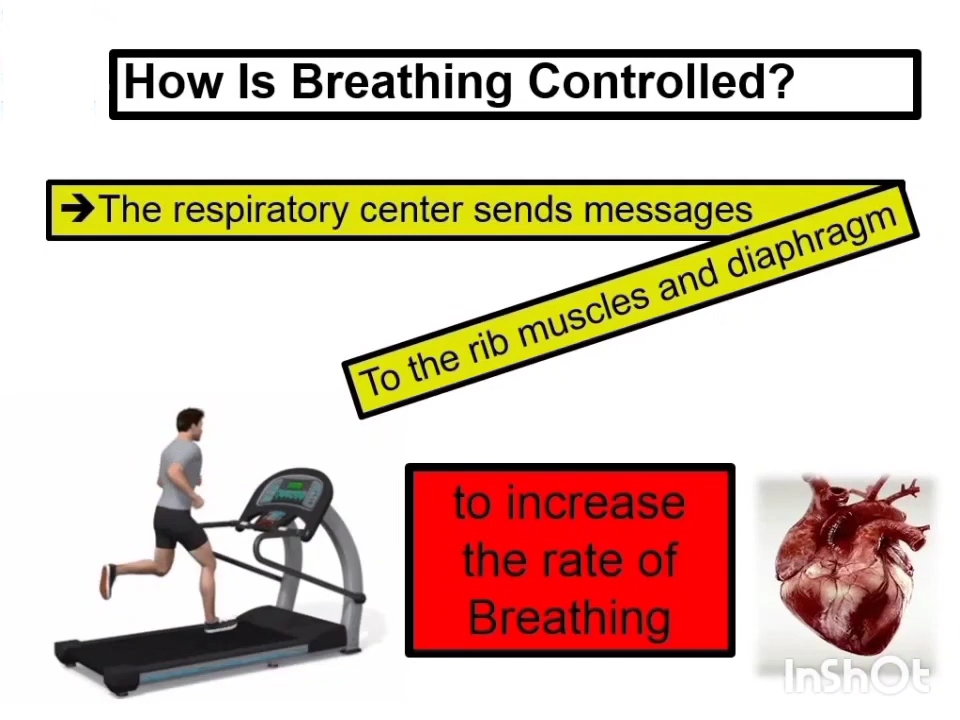 How Is Breathing Controlled?
➔The respiratory center sends messages
To the rib muscles and diaphragm
to increase
the rate of
Breathing
InShOt